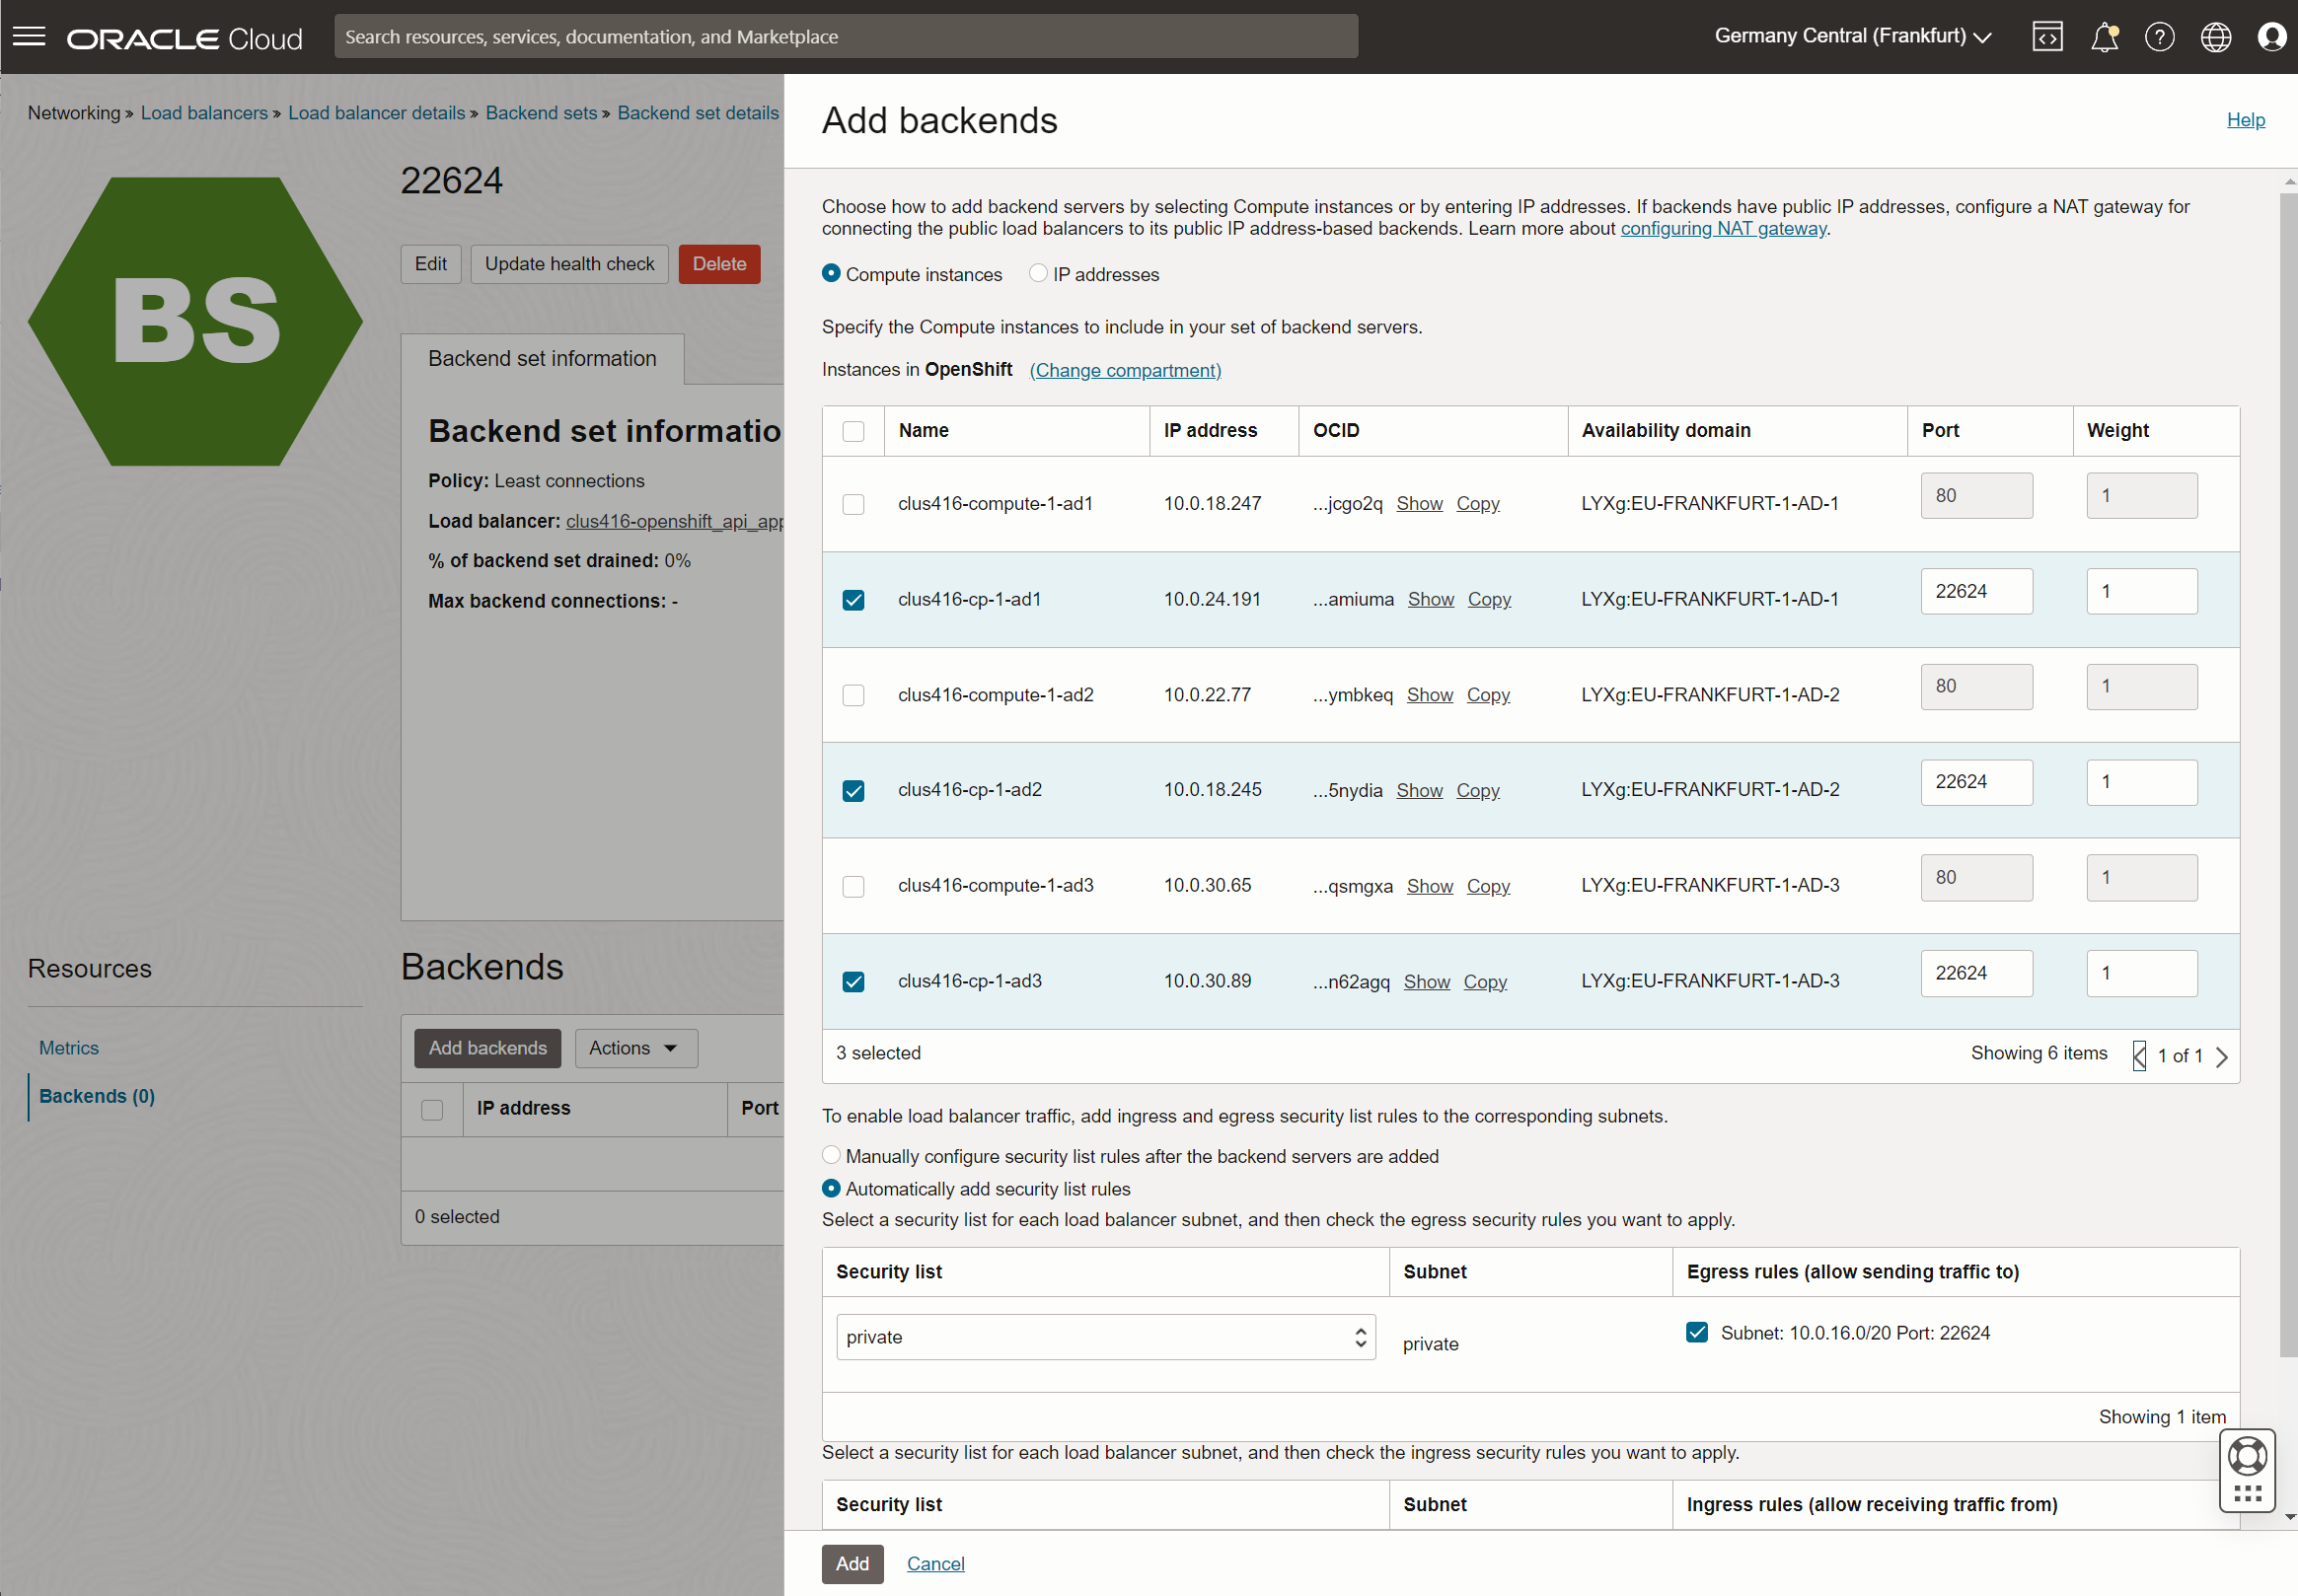 ORACLE Cloud
Search resources, services, documentation, and Marketplace
Germany Central (Frankfurt)
Networking » Load balancers » Load balancer details » Backend sets » Backend set details
BS
22624
Edit
Update health check
Delete
Backend set information
Backend set informatio
Policy: Least connections
Load balancer: clus416-openshift_api_app
% of backend set drained: 0%
Max backend connections: -
Resources
Metrics
Backends (0)
Backends
Add backends
Actions
IP address
Port
0 selected
Add backends
Help
Choose how to add backend servers by selecting Compute instances or by entering IP addresses. If backends have public IP addresses, configure a NAT gateway for
connecting the public load balancers to its public IP address-based backends. Learn more about configuring NAT gateway.
Compute instances
IP addresses
Specify the Compute instances to include in your set of backend servers.
Instances in OpenShift (Change compartment)
Name IP address OCID Availability domain Port Weight
clus416-compute-1-ad1 10.0.18.247 ...jcgo2q Show Copy LYXg:EU-FRANKFURT-1-AD-1 80 1
clus416-cp-1-ad1 10.0.24.191 ...amiuma Show Copy LYXg:EU-FRANKFURT-1-AD-1 22624 1
clus416-compute-1-ad2 10.0.22.77 ...ymbkeq Show Copy LYXg:EU-FRANKFURT-1-AD-2 80 1
clus416-cp-1-ad2 10.0.18.245 ...5nydia Show Copy LYXg:EU-FRANKFURT-1-AD-2 22624 1
clus416-compute-1-ad3 10.0.30.65 ...qsmgxa Show Copy LYXg:EU-FRANKFURT-1-AD-3 80 1
clus416-cp-1-ad3 10.0.30.89 ...n62agq Show Copy LYXg:EU-FRANKFURT-1-AD-3 22624 1
3 selected
Showing 6 items
1 of 1
To enable load balancer traffic, add ingress and egress security list rules to the corresponding subnets.
Manually configure security list rules after the backend servers are added
Automatically add security list rules
Select a security list for each load balancer subnet, and then check the egress security rules you want to apply.
Security list Subnet Egress rules (allow sending traffic to)
private private Subnet: 10.0.16.0/20 Port: 22624
Showing 1 item
Select a security list for each load balancer subnet, and then check the ingress security rules you want to apply.
Security list Subnet Ingress rules (allow receiving traffic from)
Add
Cancel